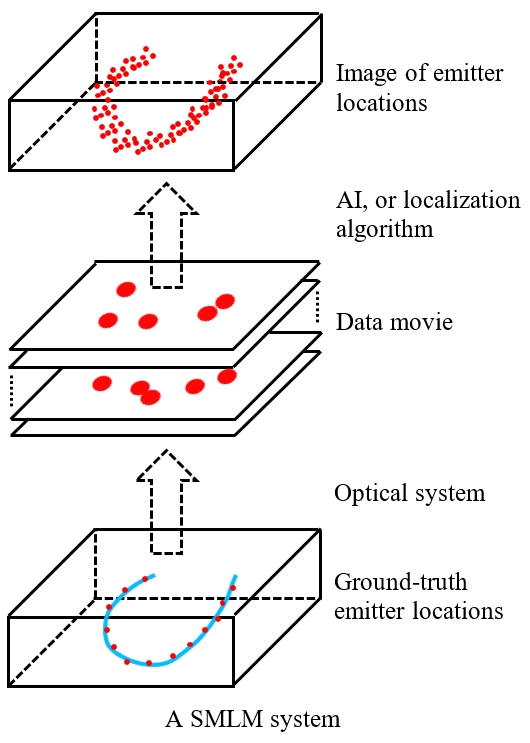 Image of emitter
locations
AI, or localization
algorithm
Data movie
Optical system
Ground-truth
emitter locations
A SMLM system